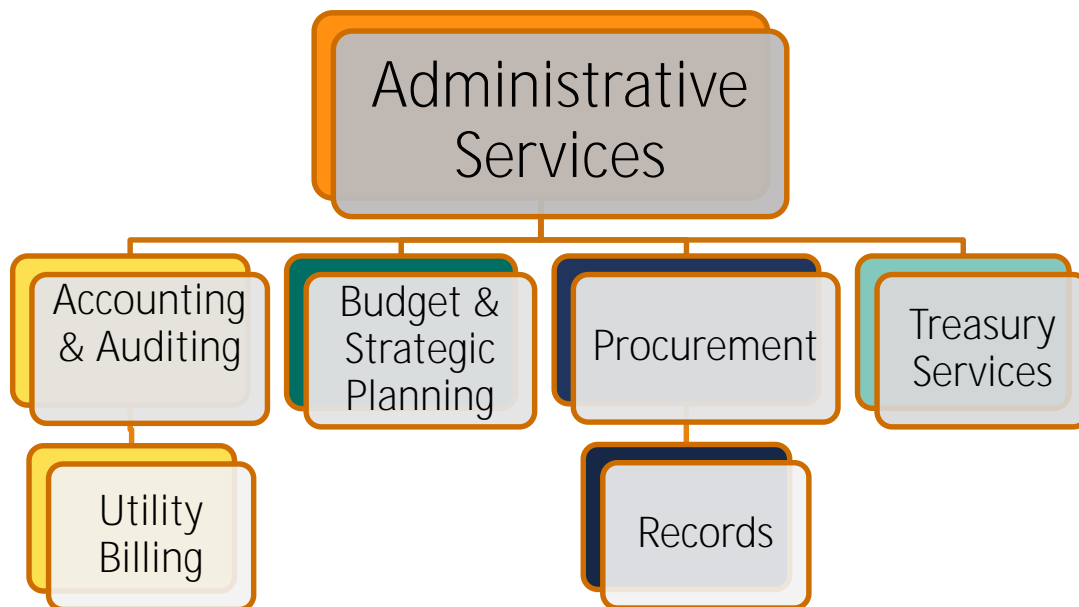 Administrative
Services
Accounting
& Auditing
Budget &
Strategic
Planning
Procurement
Treasury
Services
Utility
Billing
Records